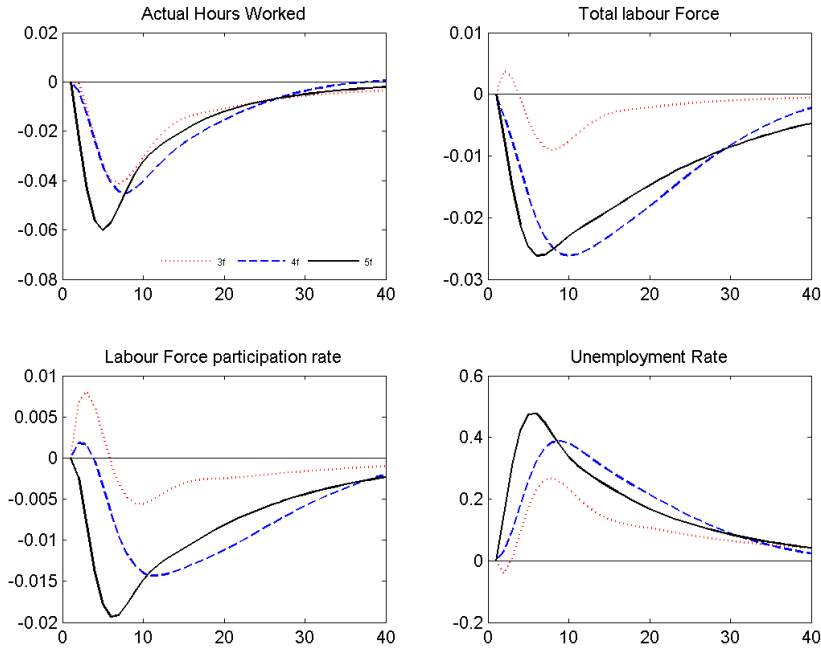 Actual Hours Worked
0.02
0
-0.02
-0.04
-0.06
-0.08
3f 4f 5f
0 10 20 30 40
Total labour Force
0.01
0
-0.01
-0.02
-0.03
0 10 20 30 40
Labour Force participation rate
0.01
0.005
0
-0.005
-0.01
-0.015
-0.02
0 10 20 30 40
Unemployment Rate
0.6
0.4
0.2
0
-0.2
0 10 20 30 40